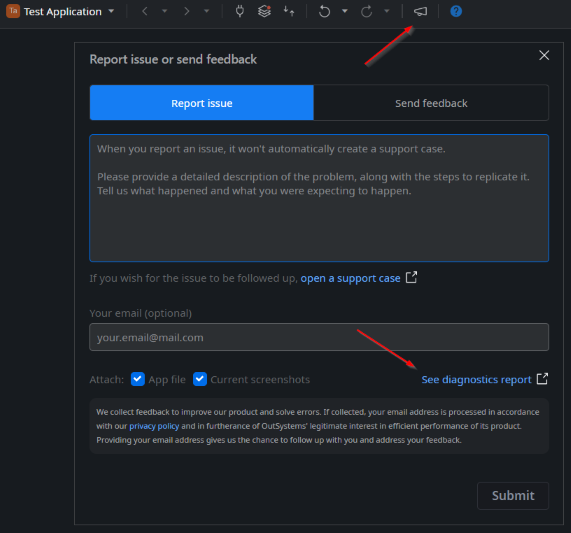 Ta Test Application
Report issue or send feedback
Report issue
Send feedback
When you report an issue, it won't automatically create a support case.
Please provide a detailed description of the problem, along with the steps to replicate it.
Tell us what happened and what you were expecting to happen.
If you wish for the issue to be followed up, open a support case
Your email (optional)
your.email@mail.com
Attach: App file Current screenshots See diagnostics report
We collect feedback to improve our product and solve errors. If collected, your email address is processed in accordance
with our privacy policy and in furtherance of OutSystems' legitimate interest in efficient performance of its product.
Providing your email address gives us the chance to follow up with you and address your feedback.
Submit